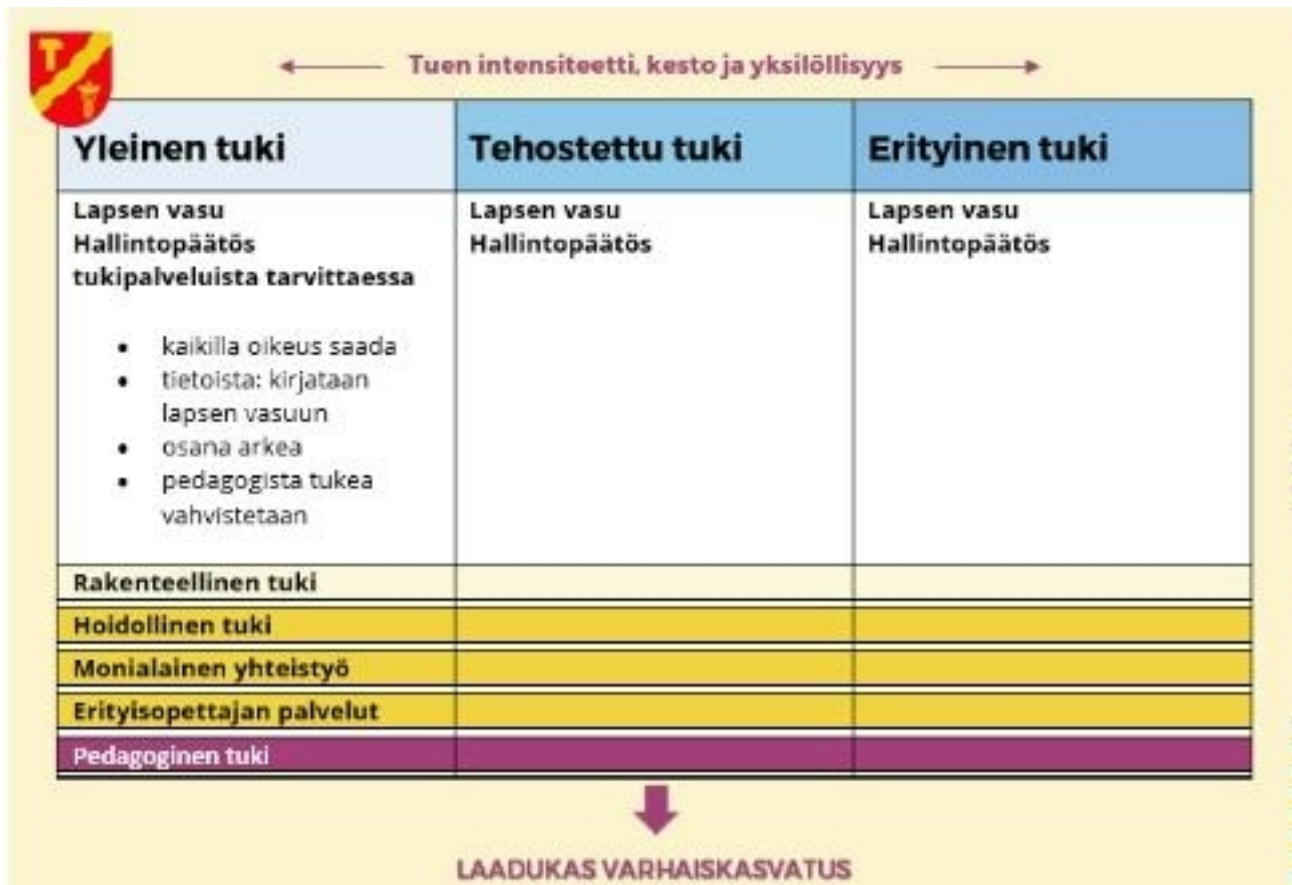 Tuen intensiteetti, kesto ja yksilöllisyys
Yleinen tuki
Tehostettu tuki
Erityinen tuki
Lapsen vasu
Hallintopäätös
tukipalveluista tarvittaessa
• kaikilla oikeus saada
• tietoista: kirjataan
lapsen vasuun
• osana arkea
• pedagogista tukea
vahvistetaan
Lapsen vasu
Hallintopäätös
Lapsen vasu
Hallintopäätös
Rakenteellinen tuki
Hoidollinen tuki
Monialainen yhteistyö
Erityisopettajan palvelut
Pedagoginen tuki
LAADUKAS VARHAISKASVATUS